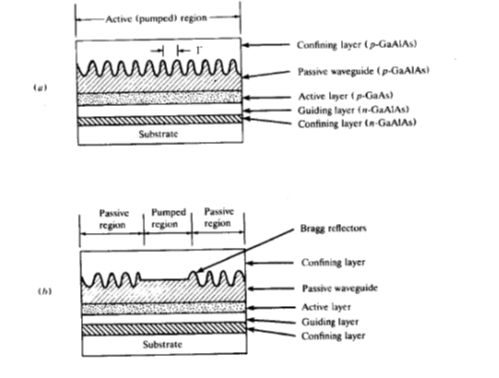 Active (pumped) region
Γ
Confining layer (p-GaAlAs)
Passive waveguide (p-GaAlAs)
(a)
Active layer (p-GaAs)
Guiding layer (n-GaAlAs)
Confining layer (n-GaAlAs)
Substrate
Passive region
Pumped region
Passive region
Bragg reflectors
Confining layer
(b)
Passive waveguide
Active layer
Guiding layer
Confining layer
Substrate